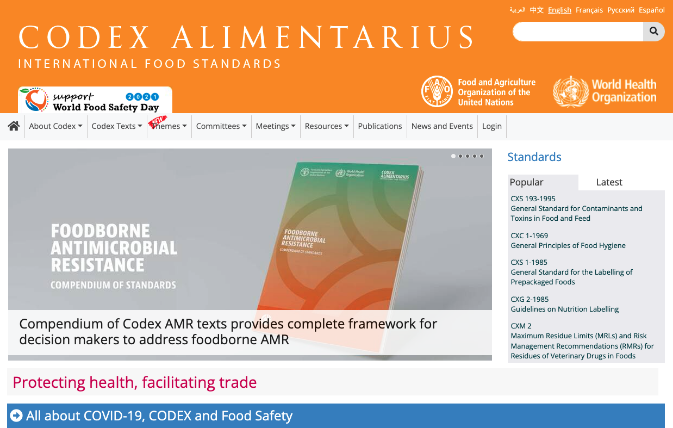 العربية 中文 English Français Русский Español
CODEX ALIMENTARIUS
INTERNATIONAL FOOD STANDARDS
support 2021
World Food Safety Day
FAO
Food and Agriculture
Organization of the
United Nations
World Health
Organization
About Codex Codex Texts NEW Themes Committees Meetings Resources Publications News and Events Login
FOODBORNE
ANTIMICROBIAL
RESISTANCE
COMPENDIUM OF STANDARDS
CODEX ALIMENTARIUS
FOODBORNE
ANTIMICROBIAL
RESISTANCE
Compendium of Codex AMR texts provides complete framework for
decision makers to address foodborne AMR
Standards
Popular Latest
CXS 193-1995
General Standard for Contaminants and
Toxins in Food and Feed
CXC 1-1969
General Principles of Food Hygiene
CXS 1-1985
General Standard for the Labelling of
Prepackaged Foods
CXG 2-1985
Guidelines on Nutrition Labelling
CXM 2
Maximum Residue Limits (MRLs) and Risk
Management Recommendations (RMRs) for
Residues of Veterinary Drugs in Foods
Protecting health, facilitating trade
All about COVID-19, CODEX and Food Safety